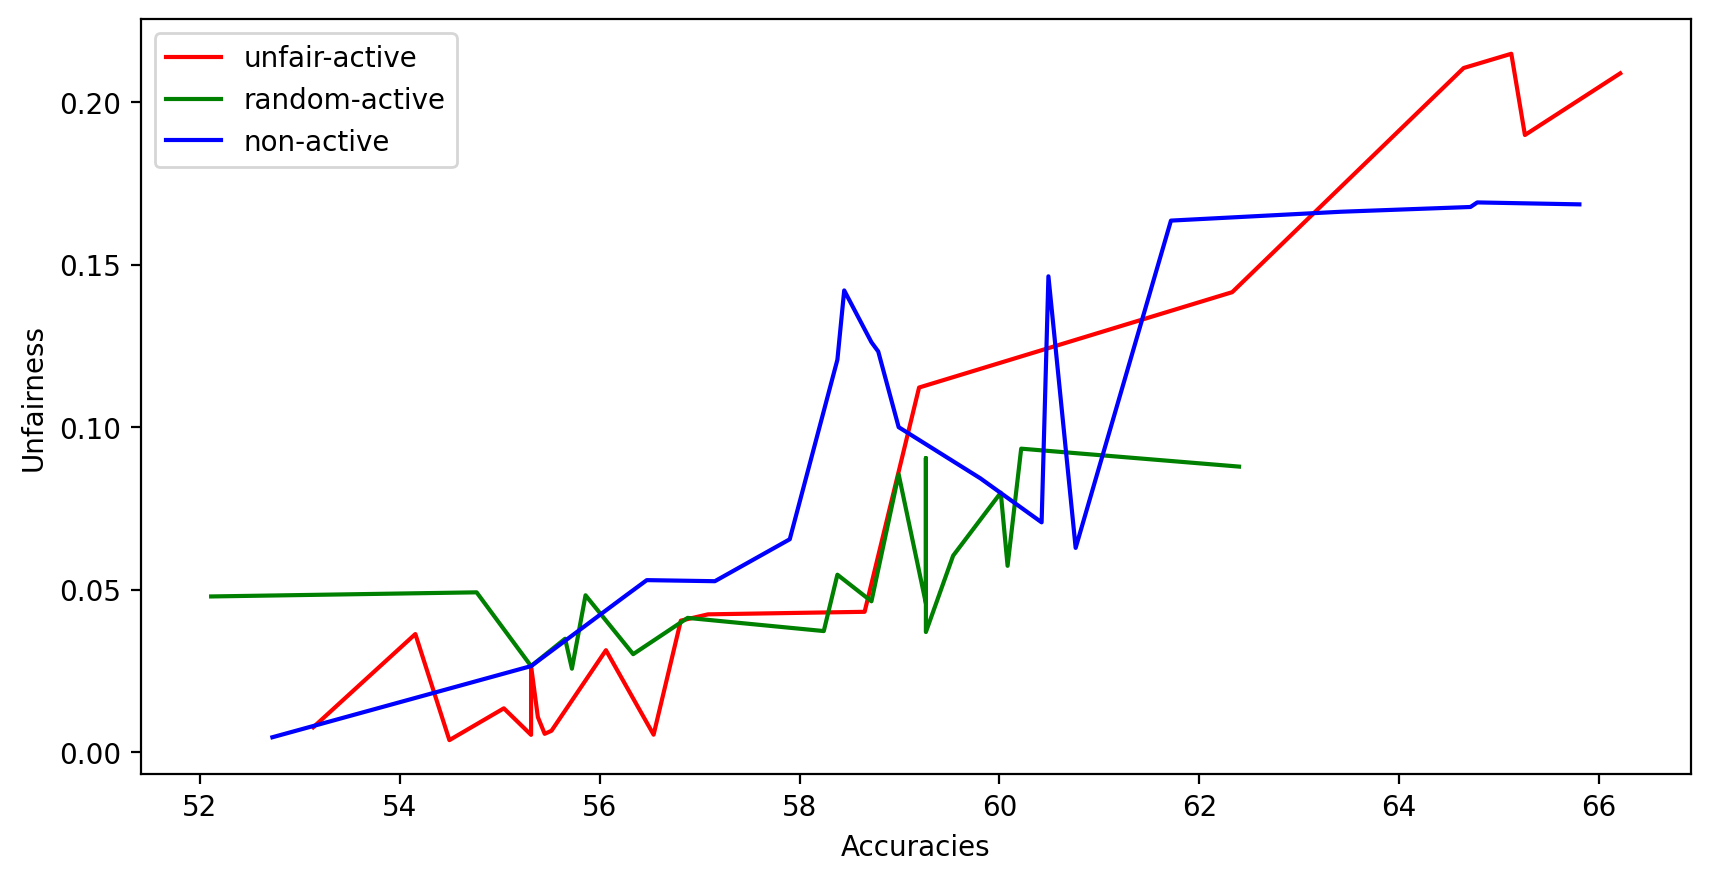 unfair-active
random-active
non-active
0.20
0.15
0.10
0.05
0.00
Unfairness
52 54 56 58 60 62 64 66
Accuracies